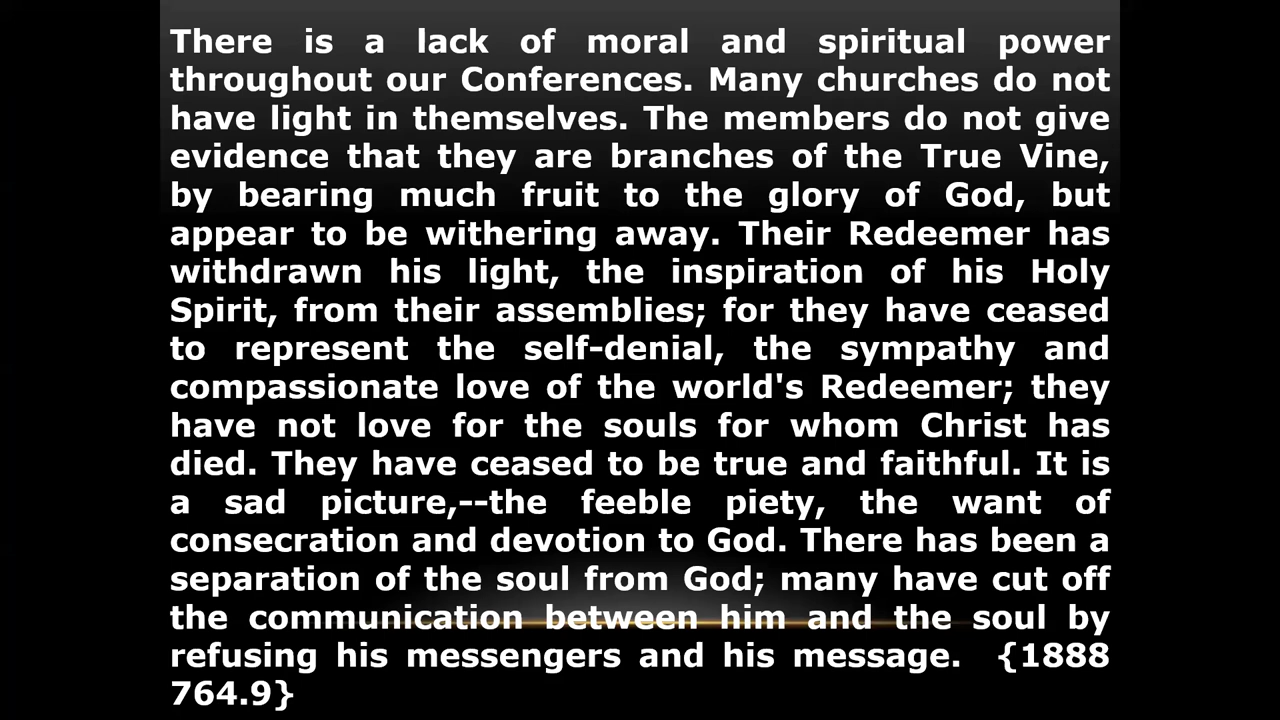 There is a lack of moral and spiritual power
throughout our Conferences. Many churches do not
have light in themselves. The members do not give
evidence that they are branches of the True Vine,
by bearing much fruit to the glory of God, but
appear to be withering away. Their Redeemer has
withdrawn his light, the inspiration of his Holy
Spirit, from their assemblies; for they have ceased
to represent the self-denial, the sympathy and
compassionate love of the world's Redeemer; they
have not love for the souls for whom Christ has
died. They have ceased to be true and faithful. It is
a sad picture,--the feeble piety, the want of
consecration and devotion to God. There has been a
separation of the soul from God; many have cut off
the communication between him and the soul by
refusing his messengers and his message. {1888
764.9}